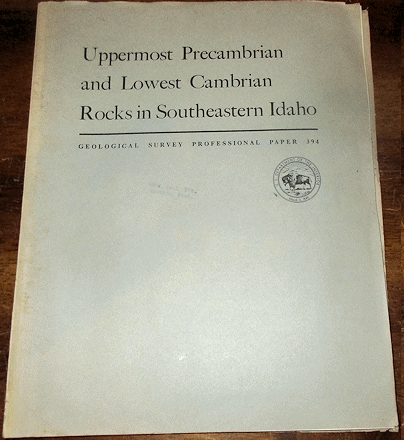 Uppermost Precambrian
and Lowest Cambrian
Rocks in Southeastern Idaho
GEOLOGICAL SURVEY PROFESSIONAL PAPER 394